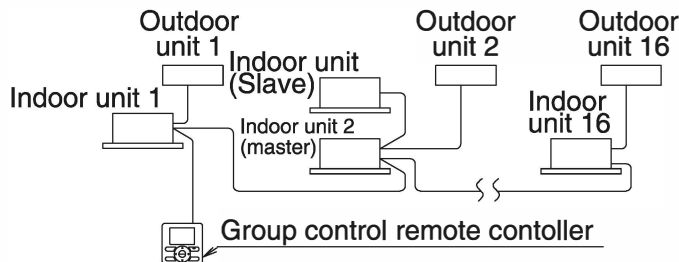 Outdoor
unit 1
Indoor unit
(Slave)
Outdoor
unit 2
Outdoor
unit 16
Indoor unit 1
Indoor unit 2
(master)
Indoor
unit 16
Group control remote contoller